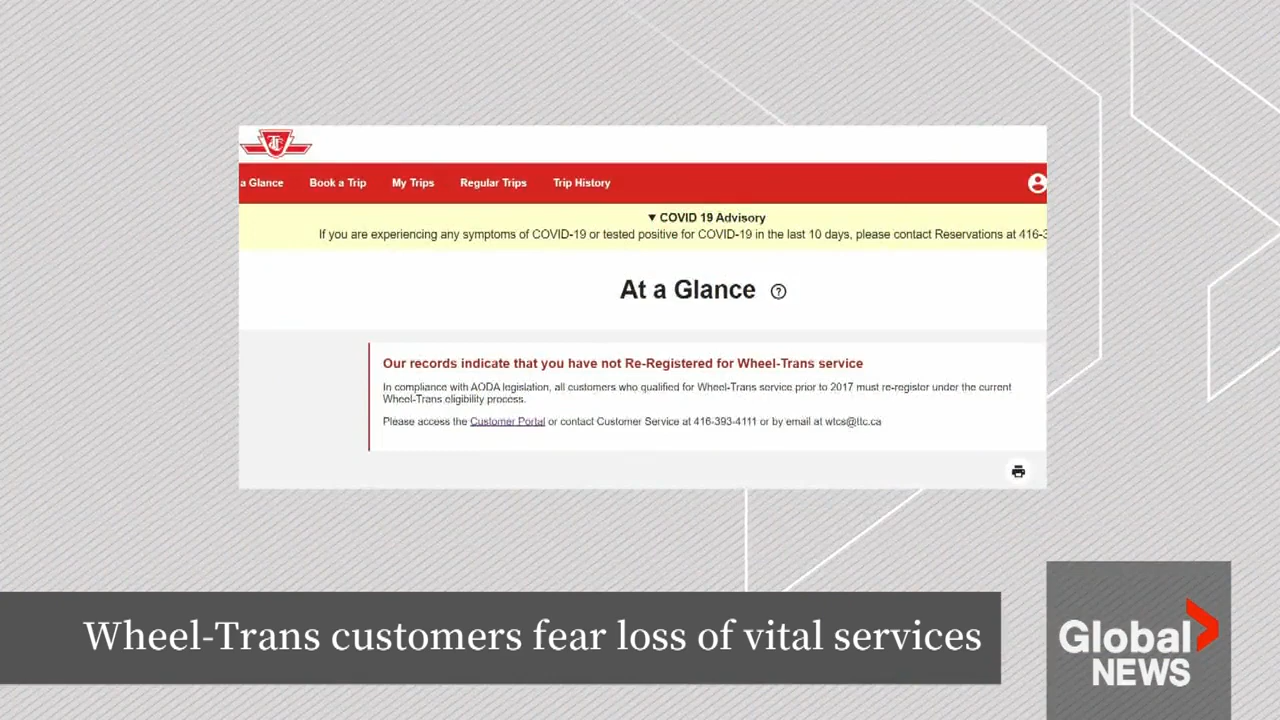 a Glance Book a Trip My Trips Regular Trips Trip History
▼ COVID 19 Advisory
If you are experiencing any symptoms of COVID-19 or tested positive for COVID-19 in the last 10 days, please contact Reservations at 416-3
At a Glance ?
Our records indicate that you have not Re-Registered for Wheel-Trans service
In compliance with AODA legislation, all customers who qualified for Wheel-Trans service prior to 2017 must re-register under the current
Wheel-Trans eligibility process.
Please access the Customer Portal or contact Customer Service at 416-393-4111 or by email at wtcs@ttc.ca
Wheel-Trans customers fear loss of vital services
Global
NEWS